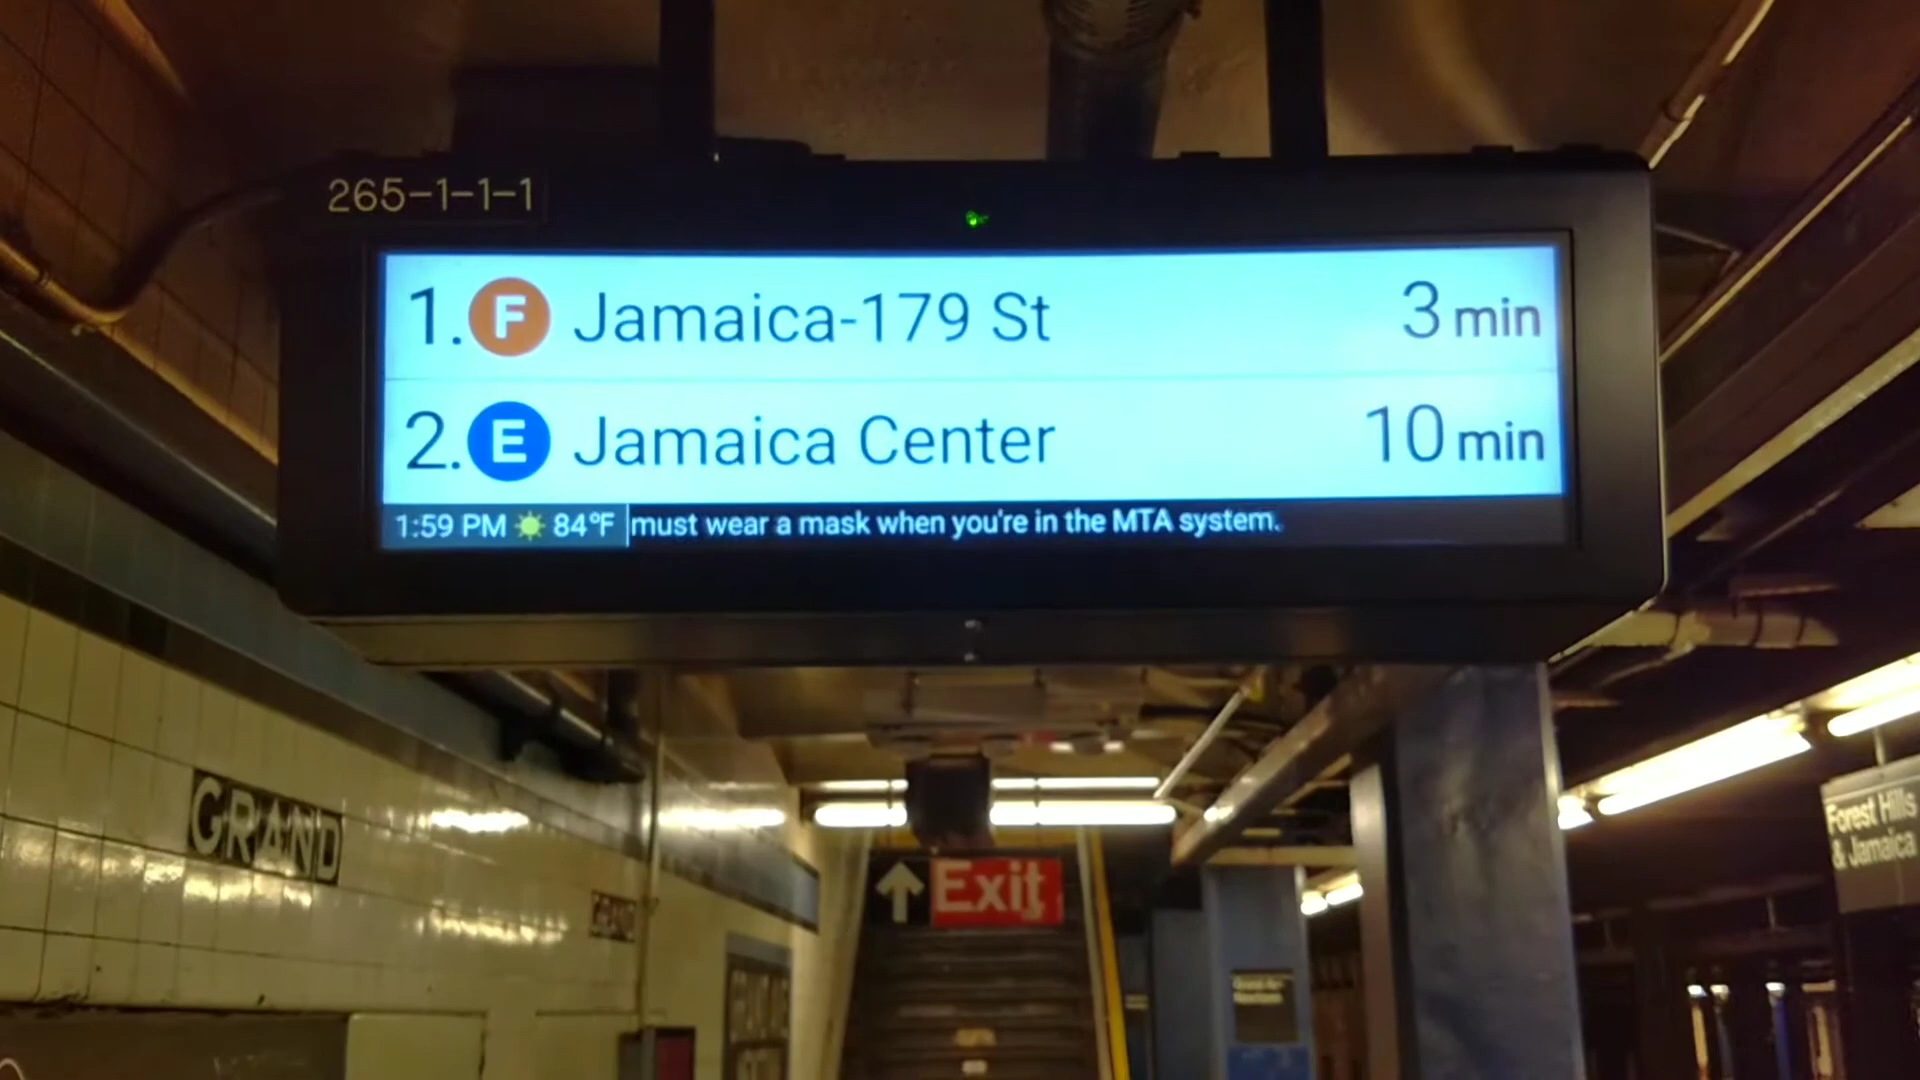 265-1-1-1
1. F Jamaica-179 St 3 min
2. E Jamaica Center 10 min
1:59 PM 84°F must wear a mask when you're in the MTA system.
GRAND
GRAND
Exit
Forest Hills
& Jamaica